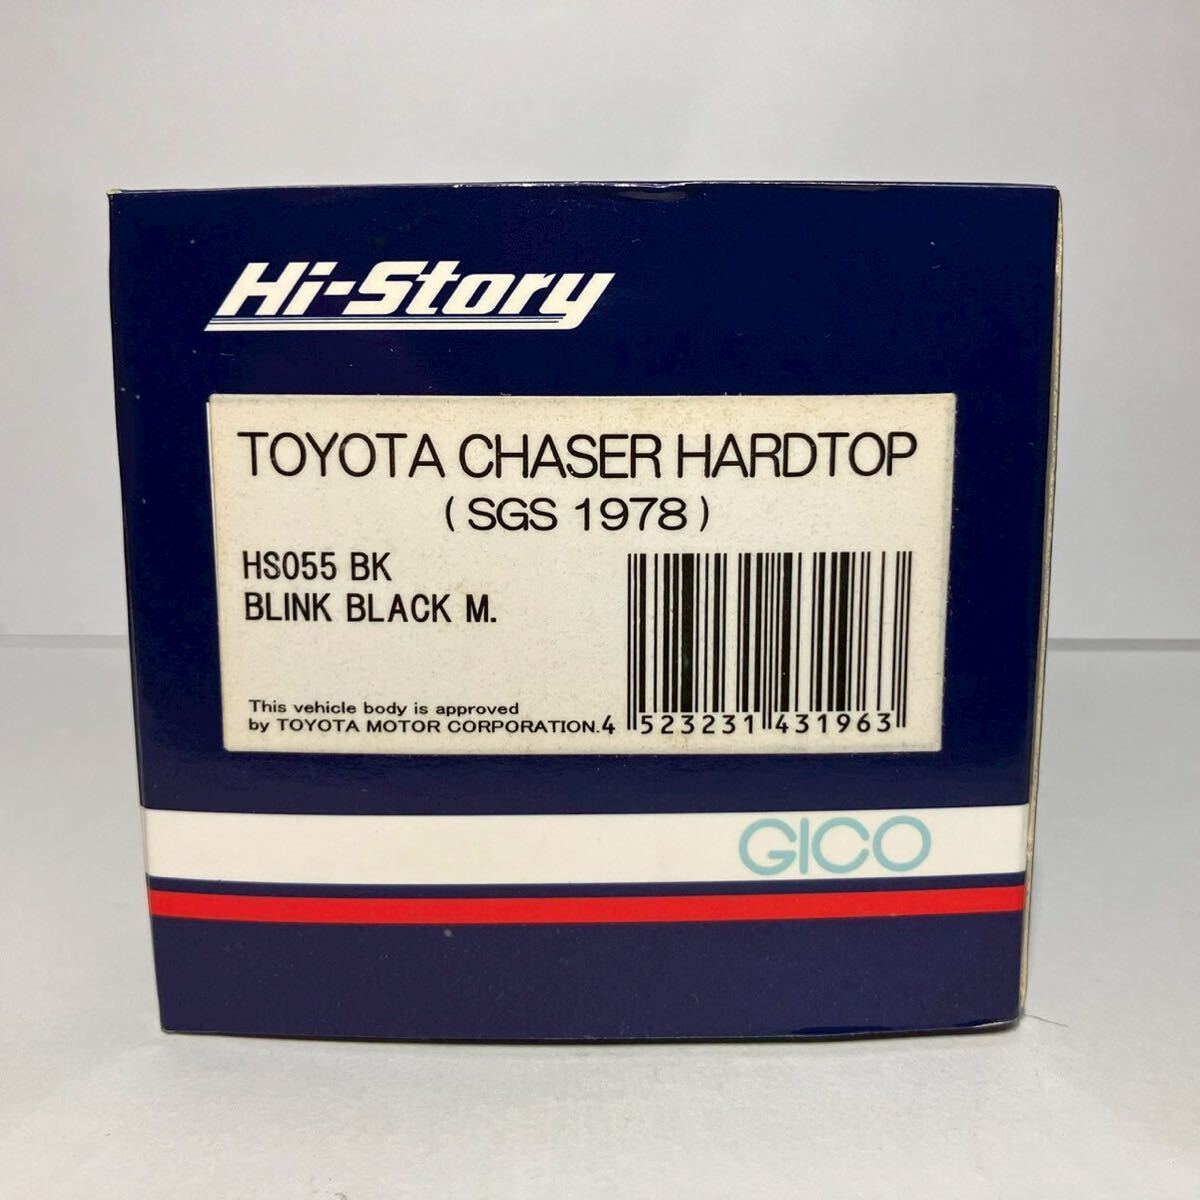 Hi-Story
TOYOTA CHASER HARDTOP
(SGS 1978)
HS055 BK
BLINK BLACK M.
This vehicle body is approved
by TOYOTA MOTOR CORPORATION.
4 523231 431963
GICO